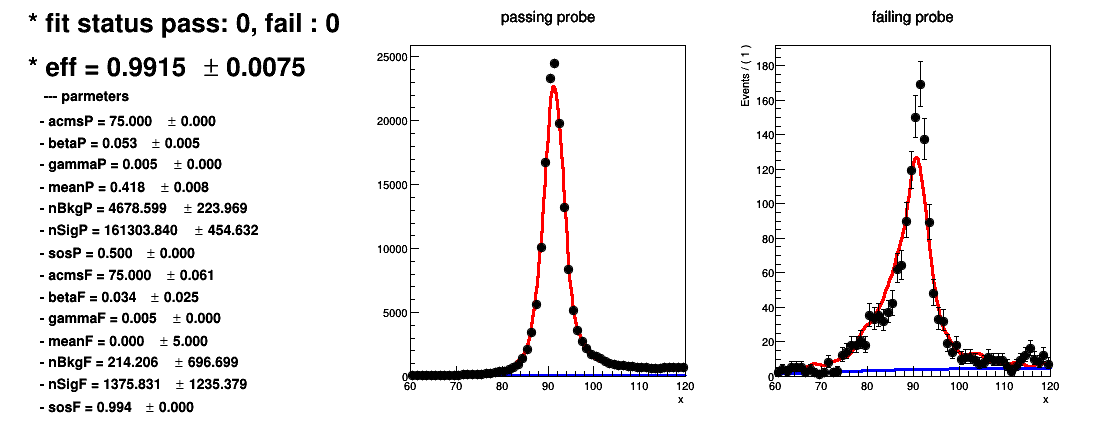 * fit status pass: 0, fail : 0
* eff = 0.9915 ± 0.0075
--- parmeters
- acmsP = 75.000 ± 0.000
- betaP = 0.053 ± 0.005
- gammaP = 0.005 ± 0.000
- meanP = 0.418 ± 0.008
- nBkgP = 4678.599 ± 223.969
- nSigP = 161303.840 ± 454.632
- sosP = 0.500 ± 0.000
- acmsF = 75.000 ± 0.061
- betaF = 0.034 ± 0.025
- gammaF = 0.005 ± 0.000
- meanF = 0.000 ± 5.000
- nBkgF = 214.206 ± 696.699
- nSigF = 1375.831 ± 1235.379
- sosF = 0.994 ± 0.000
passing probe
25000
20000
15000
10000
5000
0
60 70 80 90 100 110 120
x
failing probe
Events / ( 1 )
180
160
140
120
100
80
60
40
20
0
60 70 80 90 100 110 120
x